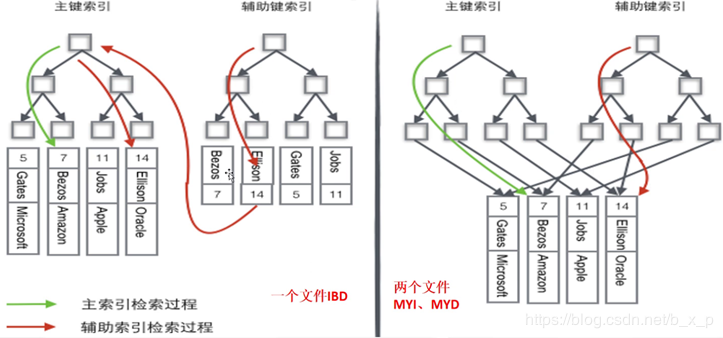 主键索引
辅助键索引
5
Gates
Microsoft
7
Bezos
Amazon
11
Jobs
Apple
14
Ellison
Oracle
Bezos
7
Ellison
14
Gates
5
Jobs
11
主索引检索过程
辅助索引检索过程
一个文件IBD
主键索引
辅助键索引
5
Gates
Microsoft
7
Bezos
Amazon
11
Jobs
Apple
14
Ellison
Oracle
两个文件
MYI、MYD
https://blog.csdn.net/b_x_p